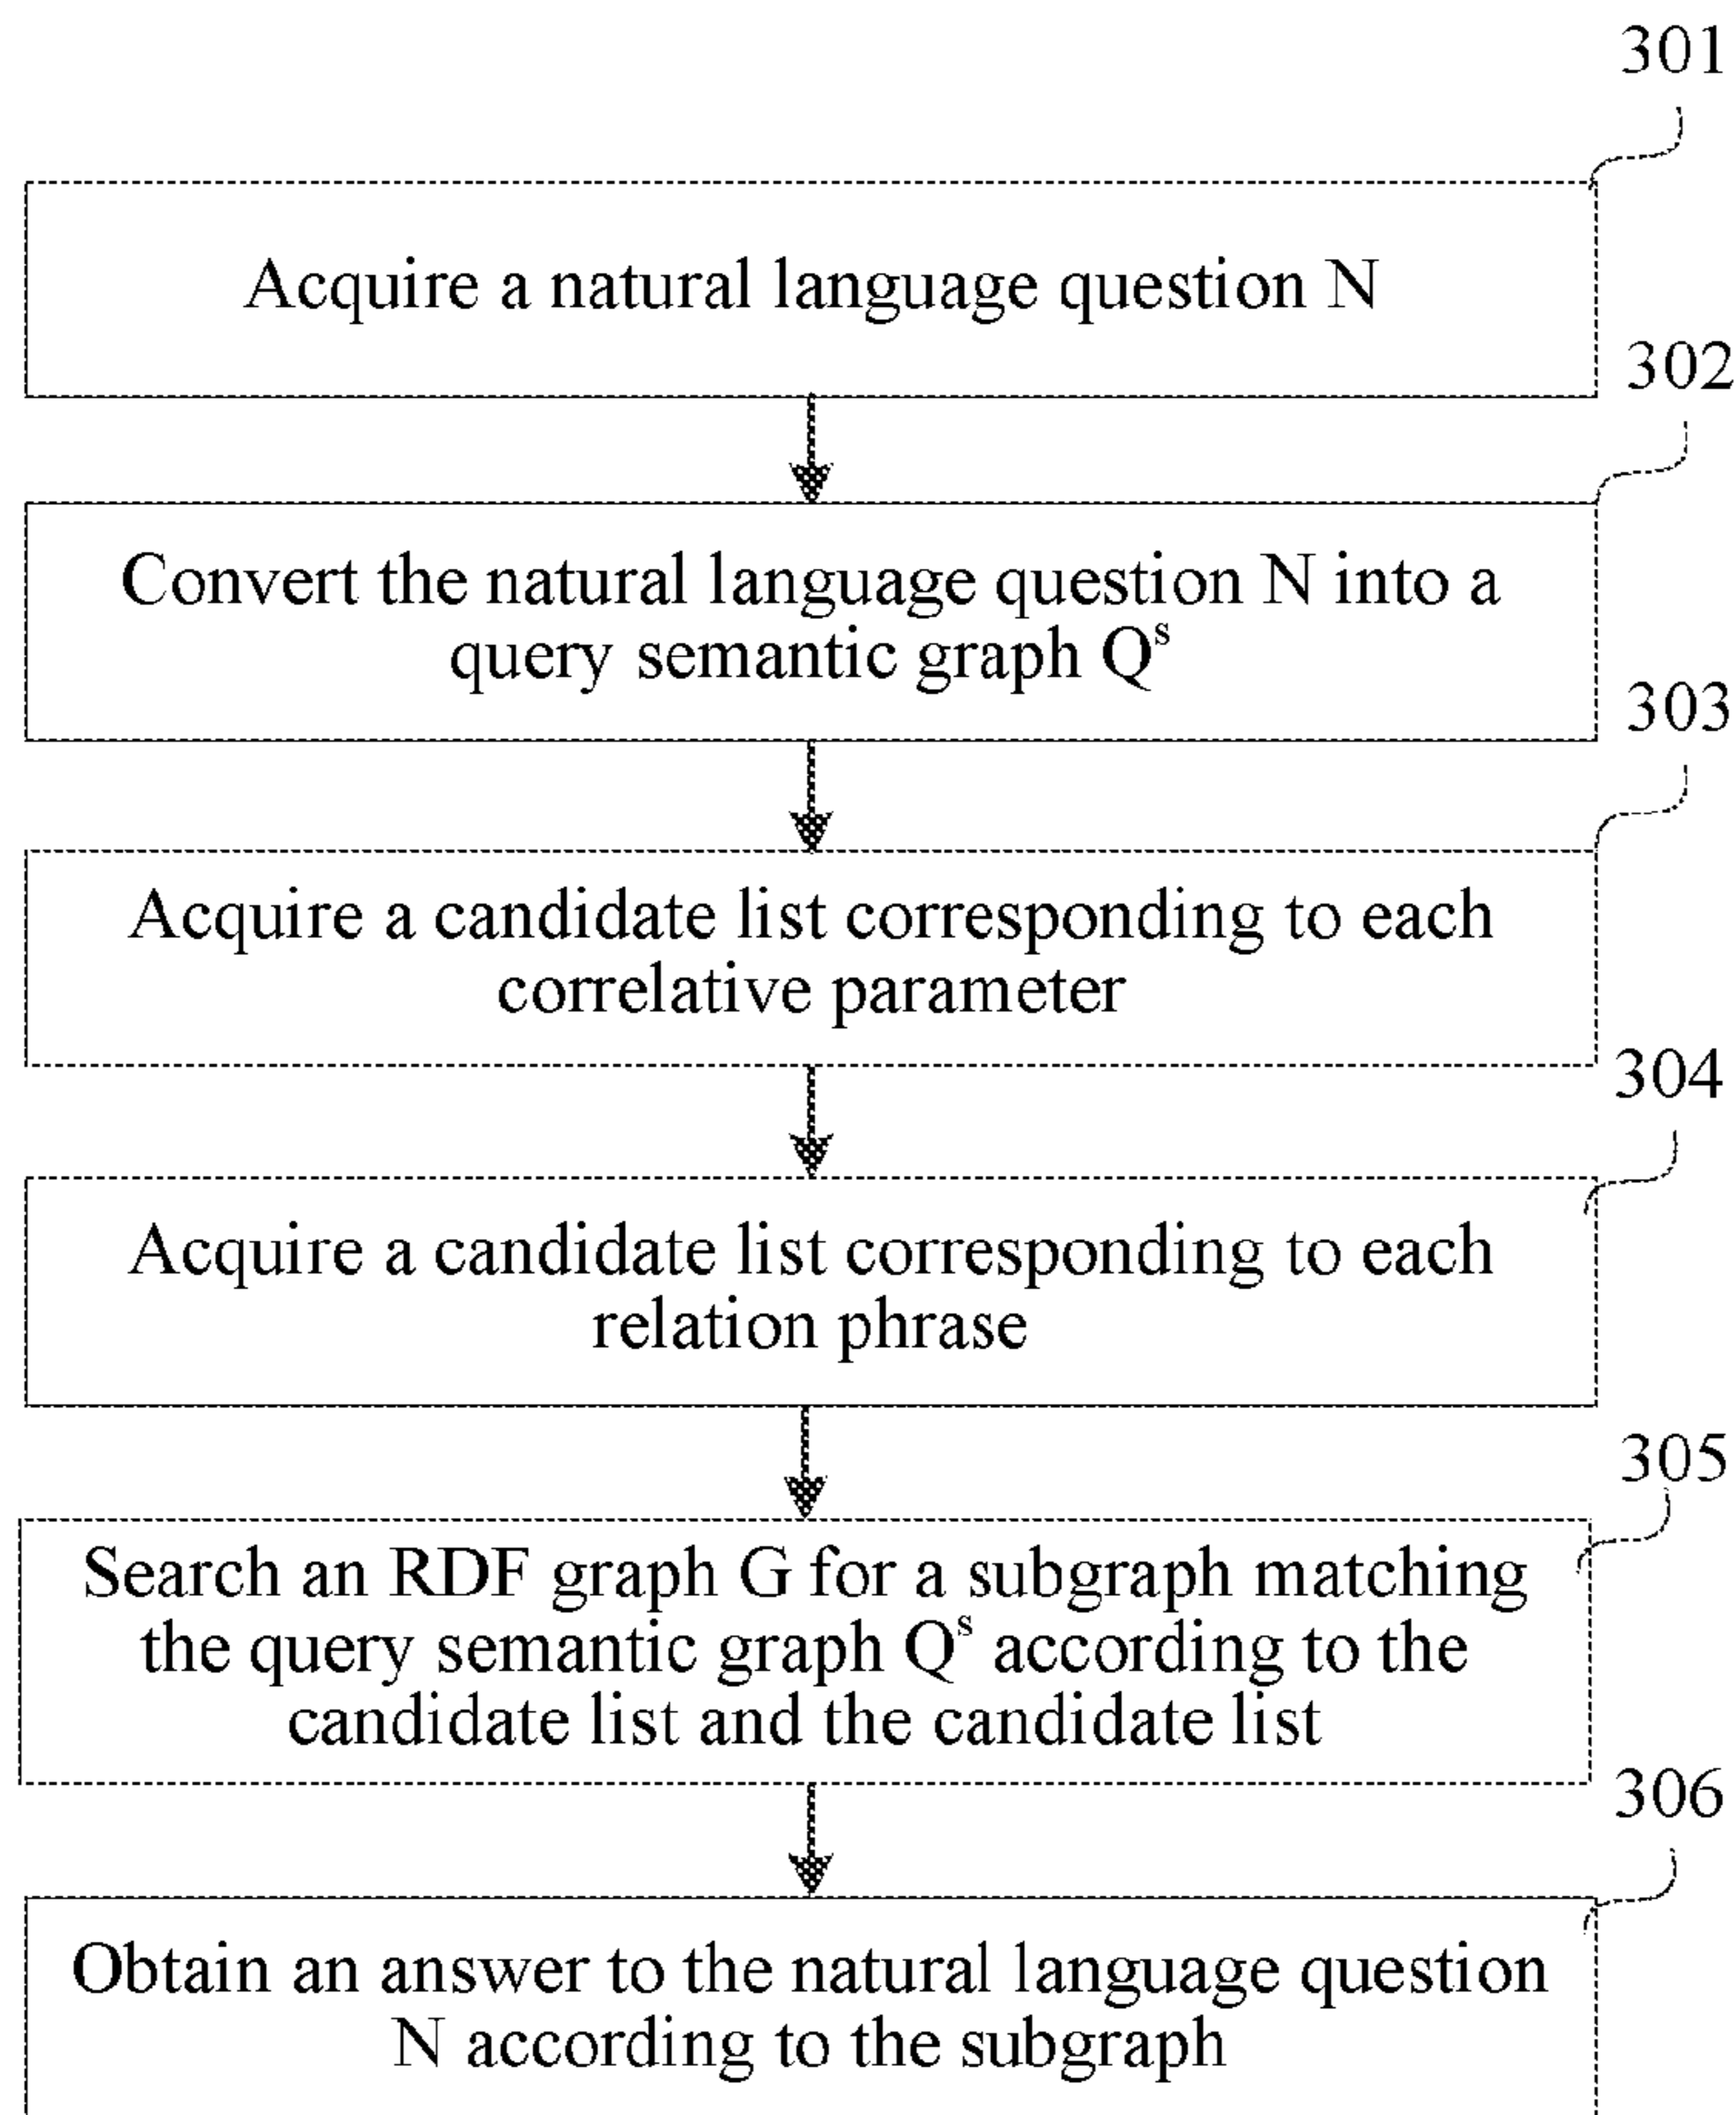 301
Acquire a natural language question N
302
Convert the natural language question N into a
query semantic graph Qˢ
303
Acquire a candidate list corresponding to each
correlative parameter
304
Acquire a candidate list corresponding to each
relation phrase
305
Search an RDF graph G for a subgraph matching
the query semantic graph Qˢ according to the
candidate list and the candidate list
306
Obtain an answer to the natural language question
N according to the subgraph